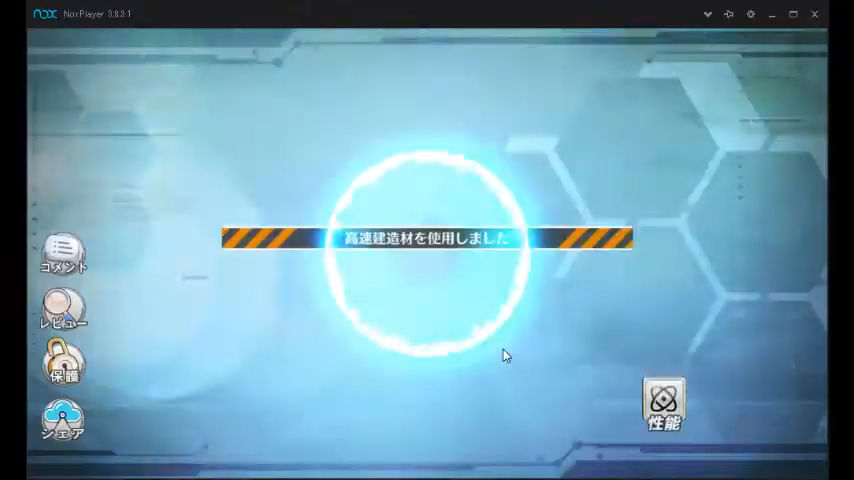 nox NoxPlayer 3.8.3.1
高速建造材を使用しました
コメント
レビュー
保護
シェア
性能